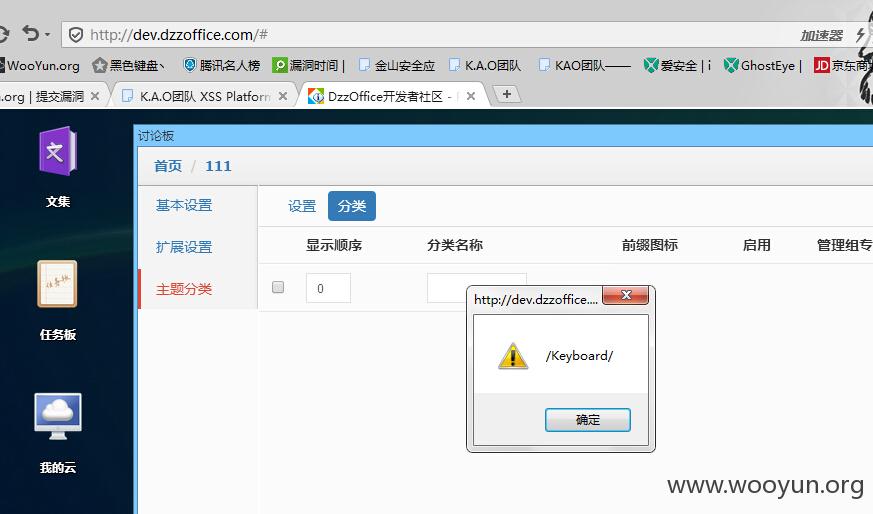 http://dev.dzzoffice.com/#
加速器
WooYun.org
黑色键盘丶
腾讯名人榜
漏洞时间 |
金山安全应
K.A.O团队
KAO团队——
爱安全 | i
GhostEye |
JD 京东商
.org | 提交漏洞
K.A.O团队 XSS Platform
DzzOffice开发者社区 -
讨论板
首页 / 111
文集
任务板
我的云
基本设置
扩展设置
主题分类
设置
分类
显示顺序
分类名称
前缀图标
启用
管理组专
0
http://dev.dzzoffice....
/Keyboard/
确定
www.wooyun.org